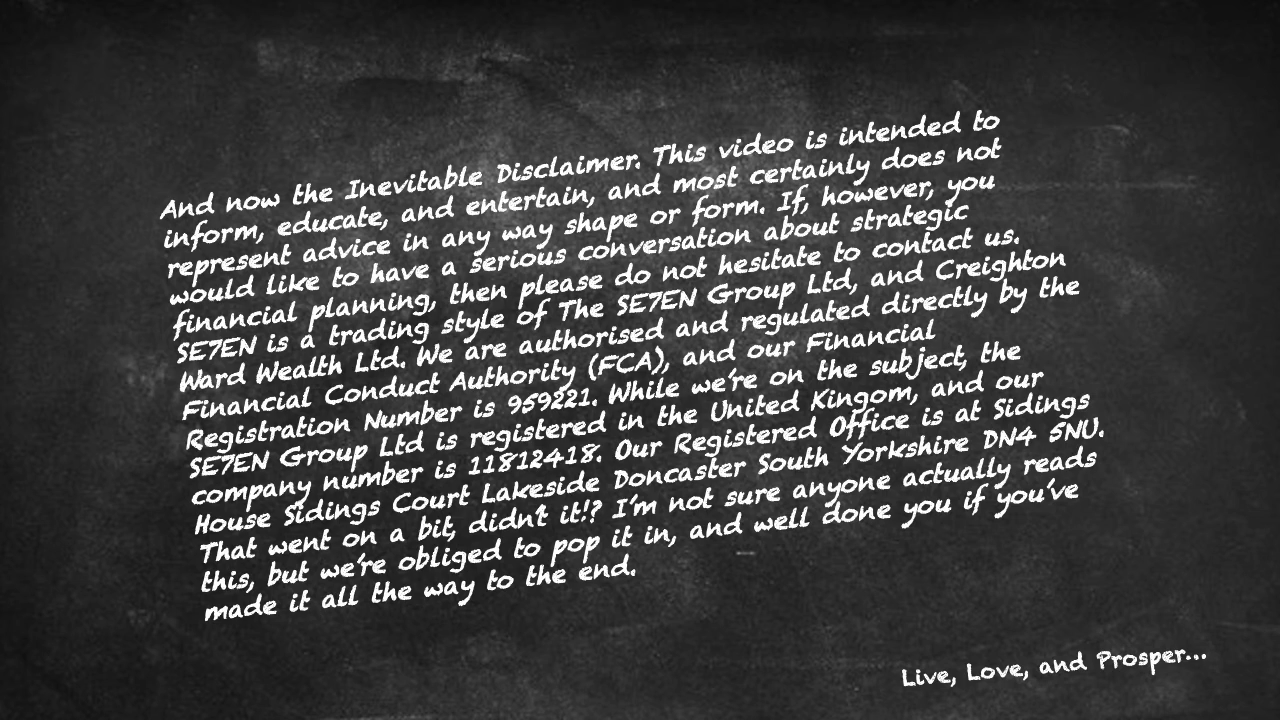 And now the Inevitable Disclaimer. This video is intended to
inform, educate, and entertain, and most certainly does not
represent advice in any way shape or form. If, however, you
would like to have a serious conversation about strategic
financial planning, then please do not hesitate to contact us.
SE7EN is a trading style of The SE7EN Group Ltd, and Creighton
Ward Wealth Ltd. We are authorised and regulated directly by the
Financial Conduct Authority (FCA), and our Financial
Registration Number is 959221. While we're on the subject, the
SE7EN Group Ltd is registered in the United Kingom, and our
company number is 11812418. Our Registered Office is at Sidings
House Sidings Court Lakeside Doncaster South Yorkshire DN4 5NU.
That went on a bit, didn't it!? I'm not sure anyone actually reads
this, but we're obliged to pop it in, and well done you if you've
made it all the way to the end.
Live, Love, and Prosper...